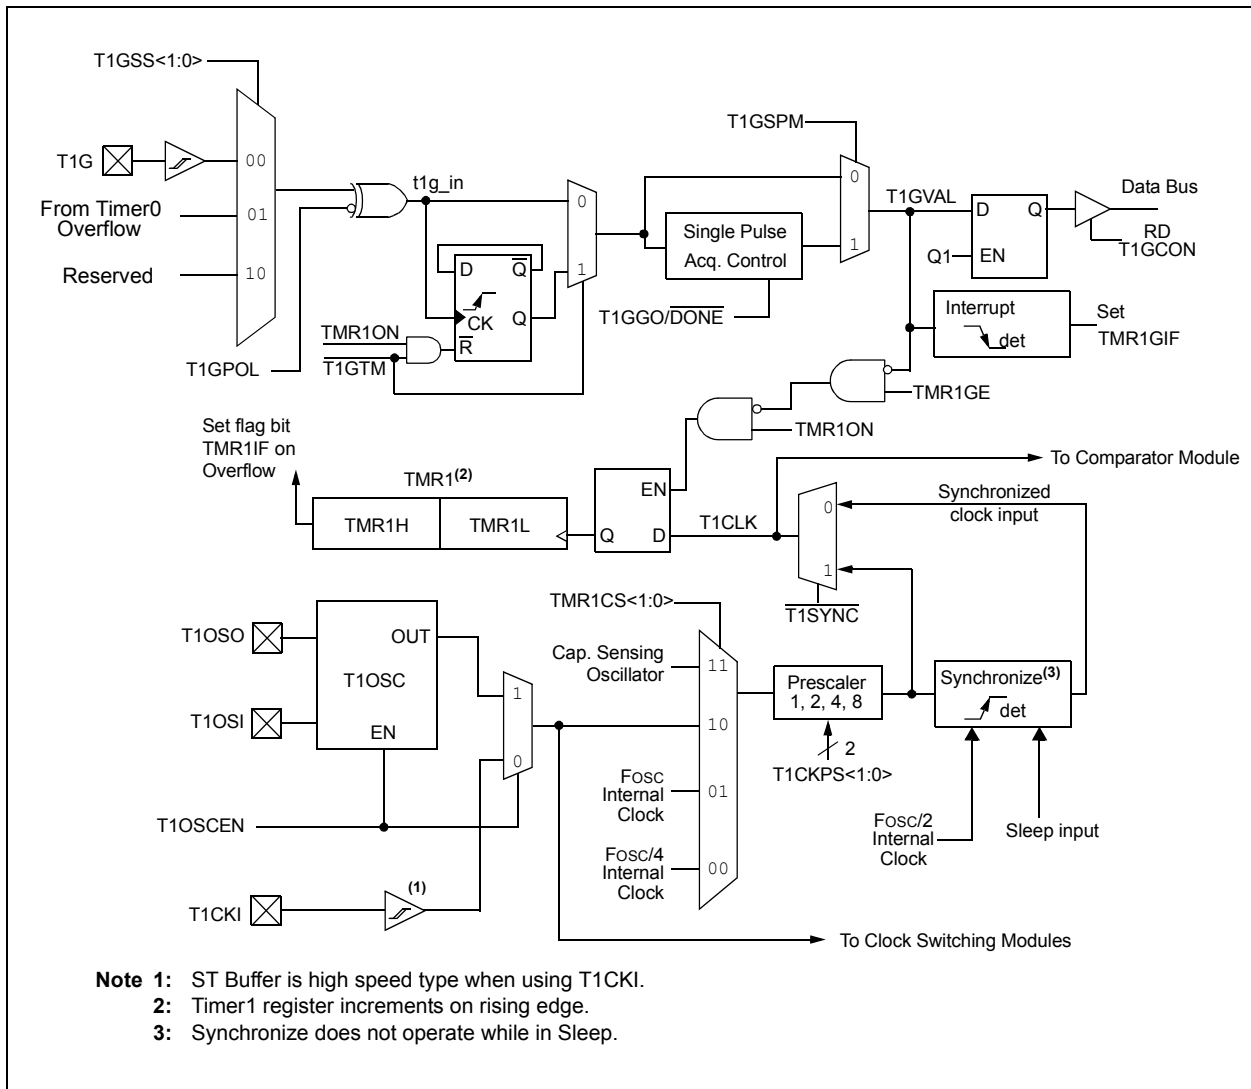 T1GSS<1:0>
T1G
00
From Timer0
Overflow
01
Reserved
10
T1GPOL
t1g_in
0
1
D
Q
CK
Q
R
TMR1ON
T1GTM
Single Pulse
Acq. Control
T1GGO/DONE
T1GSPM
0
1
T1GVAL
D
Q
Q1
EN
Data Bus
RD
T1GCON
Interrupt
det
Set
TMR1GIF
TMR1GE
TMR1ON
Set flag bit
TMR1IF on
Overflow
TMR1(2)
TMR1H
TMR1L
EN
Q
D
T1CLK
To Comparator Module
0
1
Synchronized
clock input
T1SYNC
T1OSO
T1OSI
OUT
T1OSC
EN
1
0
T1OSCEN
T1CKI
(1)
TMR1CS<1:0>
Cap. Sensing
Oscillator
11
10
FOSC
Internal
Clock
01
FOSC/4
Internal
Clock
00
Prescaler
1, 2, 4, 8
2
T1CKPS<1:0>
Synchronize(3)
det
FOSC/2
Internal
Clock
Sleep input
To Clock Switching Modules
Note 1: ST Buffer is high speed type when using T1CKI.
2: Timer1 register increments on rising edge.
3: Synchronize does not operate while in Sleep.